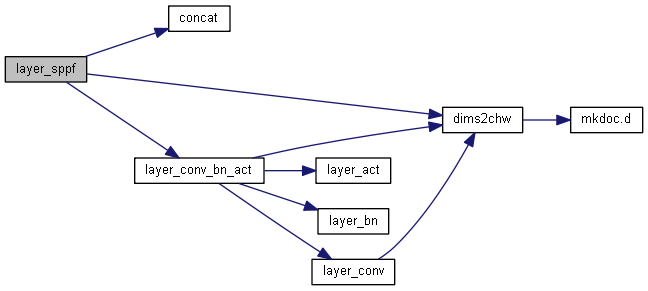 concat
layer_sppf
dims2chw
mkdoc.d
layer_conv_bn_act
layer_act
layer_bn
layer_conv